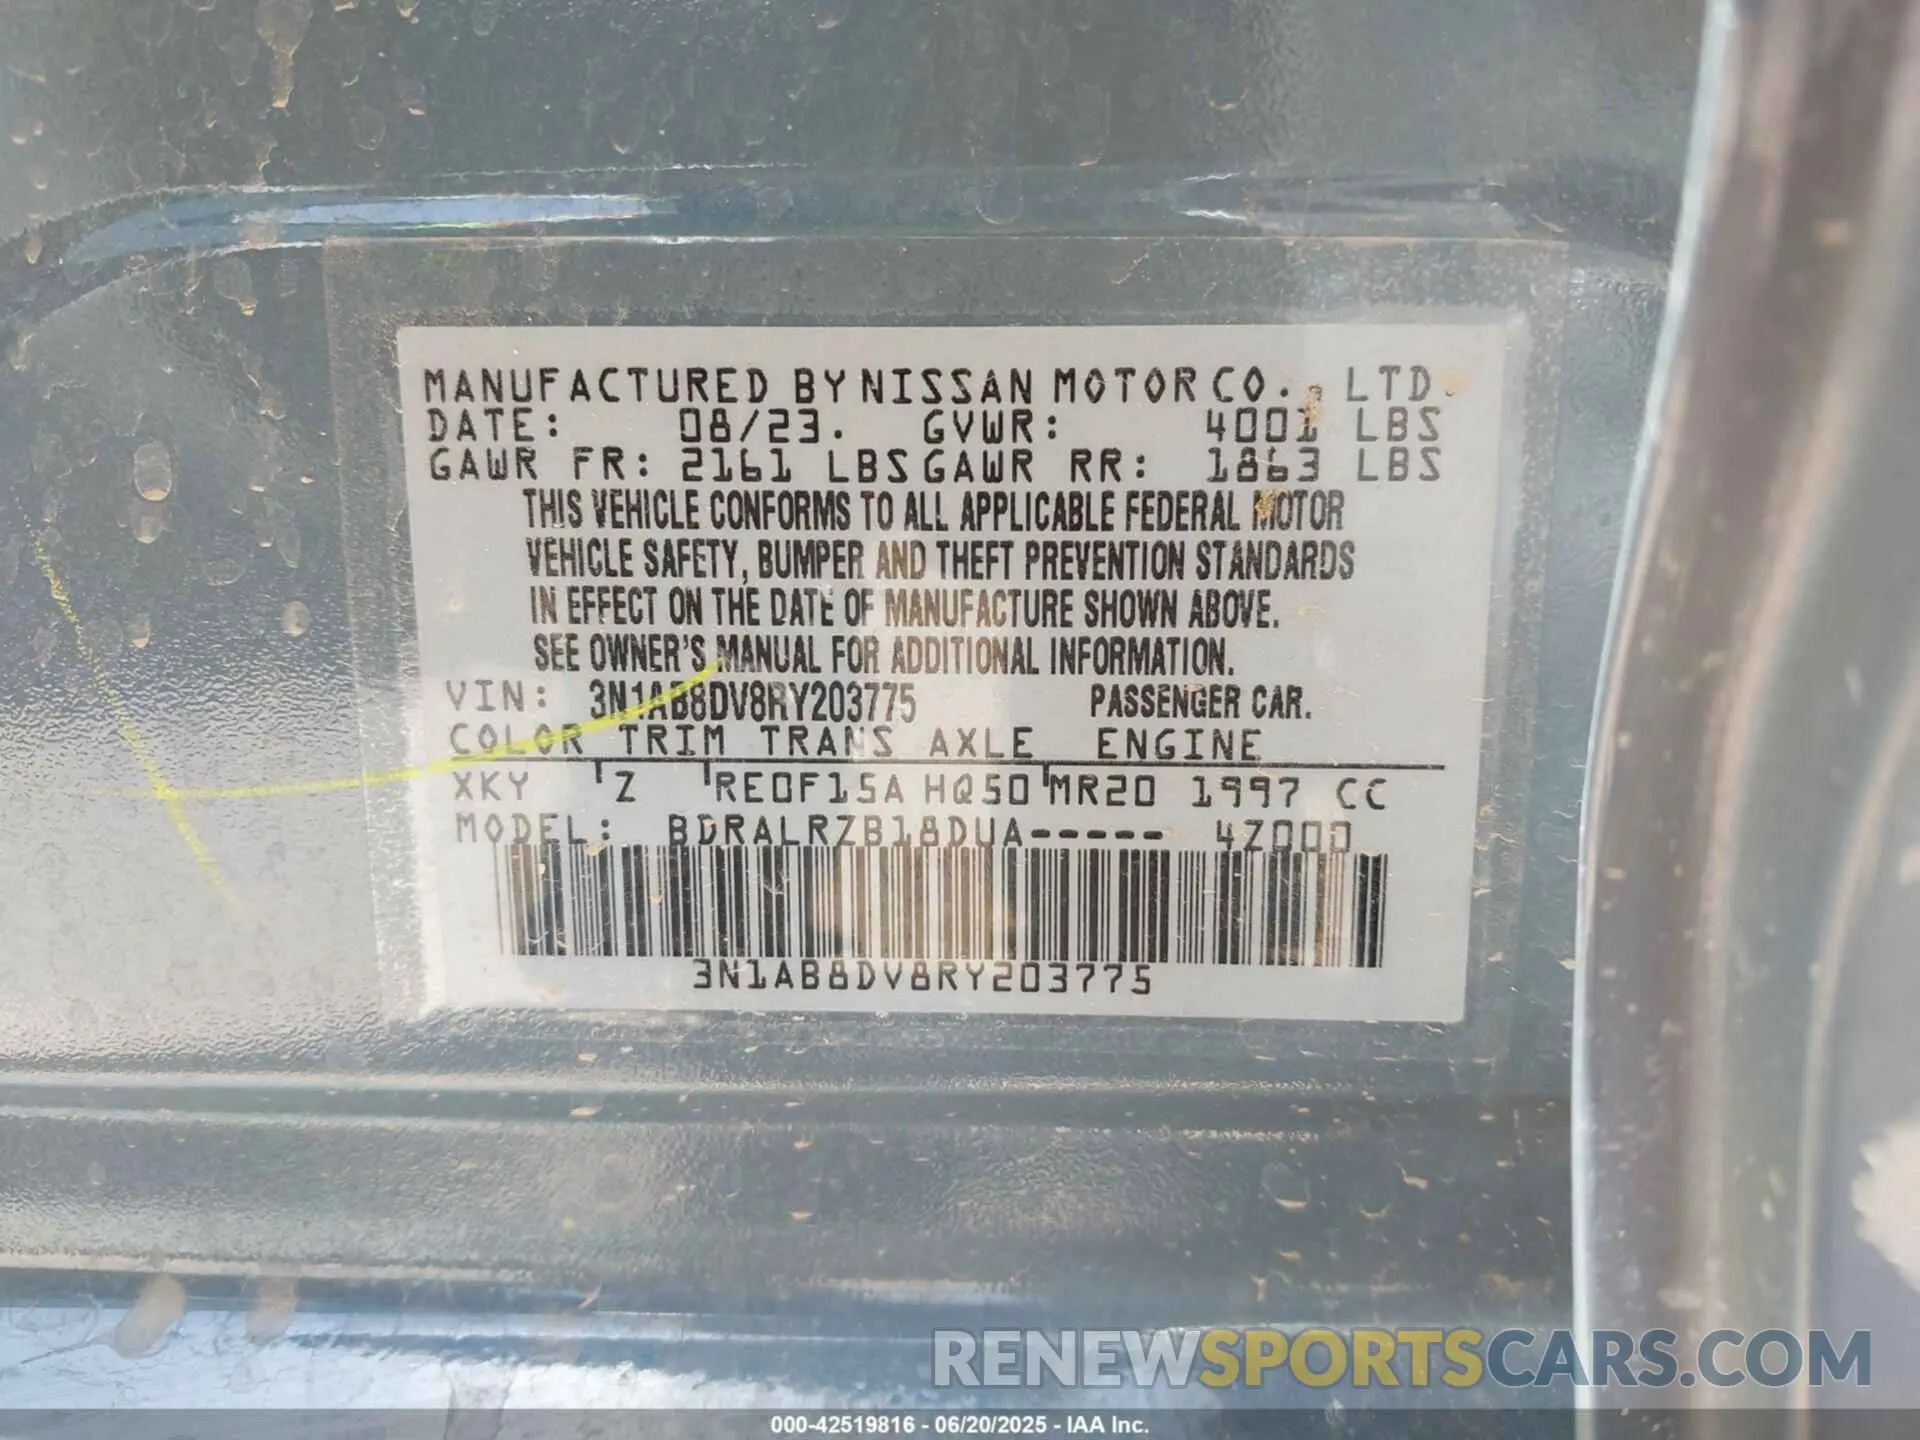 MANUFACTURED BY NISSAN MOTOR CO., LTD.
DATE: 08/23. GVWR: 4001 LBS
GAWR FR: 2161 LBS GAWR RR: 1863 LBS
THIS VEHICLE CONFORMS TO ALL APPLICABLE FEDERAL MOTOR
VEHICLE SAFETY, BUMPER AND THEFT PREVENTION STANDARDS
IN EFFECT ON THE DATE OF MANUFACTURE SHOWN ABOVE.
SEE OWNER'S MANUAL FOR ADDITIONAL INFORMATION.
VIN: 3N1AB8DV8RY203775 PASSENGER CAR.
COLOR TRIM TRANS AXLE ENGINE
XKY Z RE0F15A HQ50 MR20 1997 CC
MODEL: BDRALRZB18DUA----- 4Z000
3N1AB8DV8RY203775
RENEWSPORTSCARS.COM
000-42519816 - 06/20/2025 - IAA Inc.